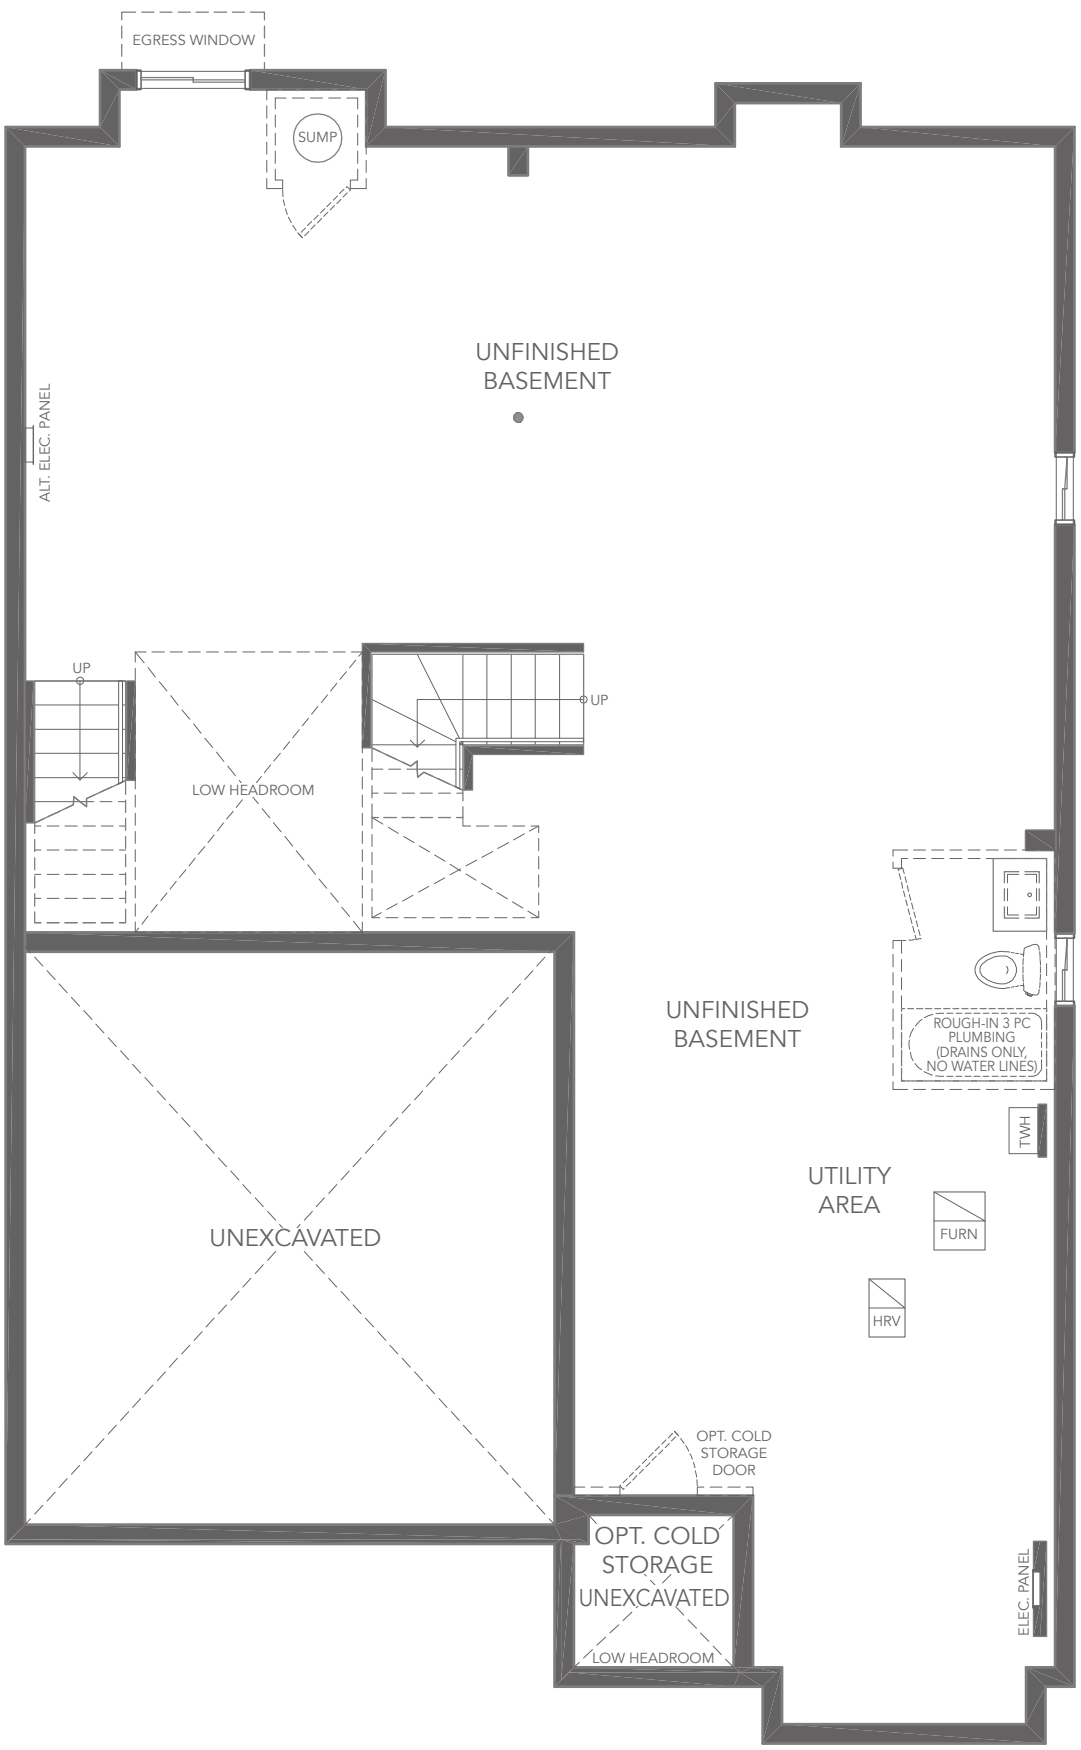 EGRESS WINDOW
SUMP
UNFINISHED
BASEMENT
ALT. ELEC. PANEL
UP
UP
LOW HEADROOM
UNFINISHED
BASEMENT
ROUGH-IN 3 PC
PLUMBING
(DRAINS ONLY,
NO WATER LINES)
TWH
UTILITY
AREA
FURN
UNEXCAVATED
HRV
OPT. COLD
STORAGE
DOOR
OPT. COLD
STORAGE
UNEXCAVATED
LOW HEADROOM
ELEC. PANEL